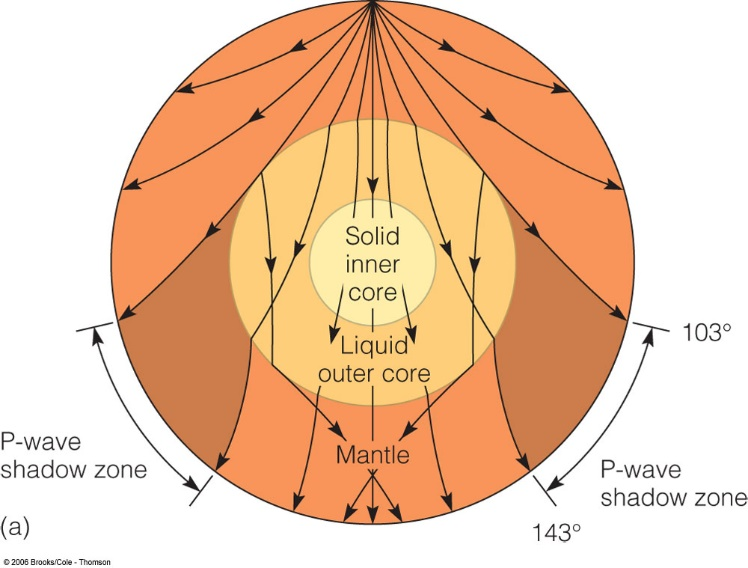 Solid
inner
core
Liquid
outer core
103°
P-wave
shadow zone
Mantle
P-wave
shadow zone
(a)
143°
© 2006 Brooks/Cole - Thomson